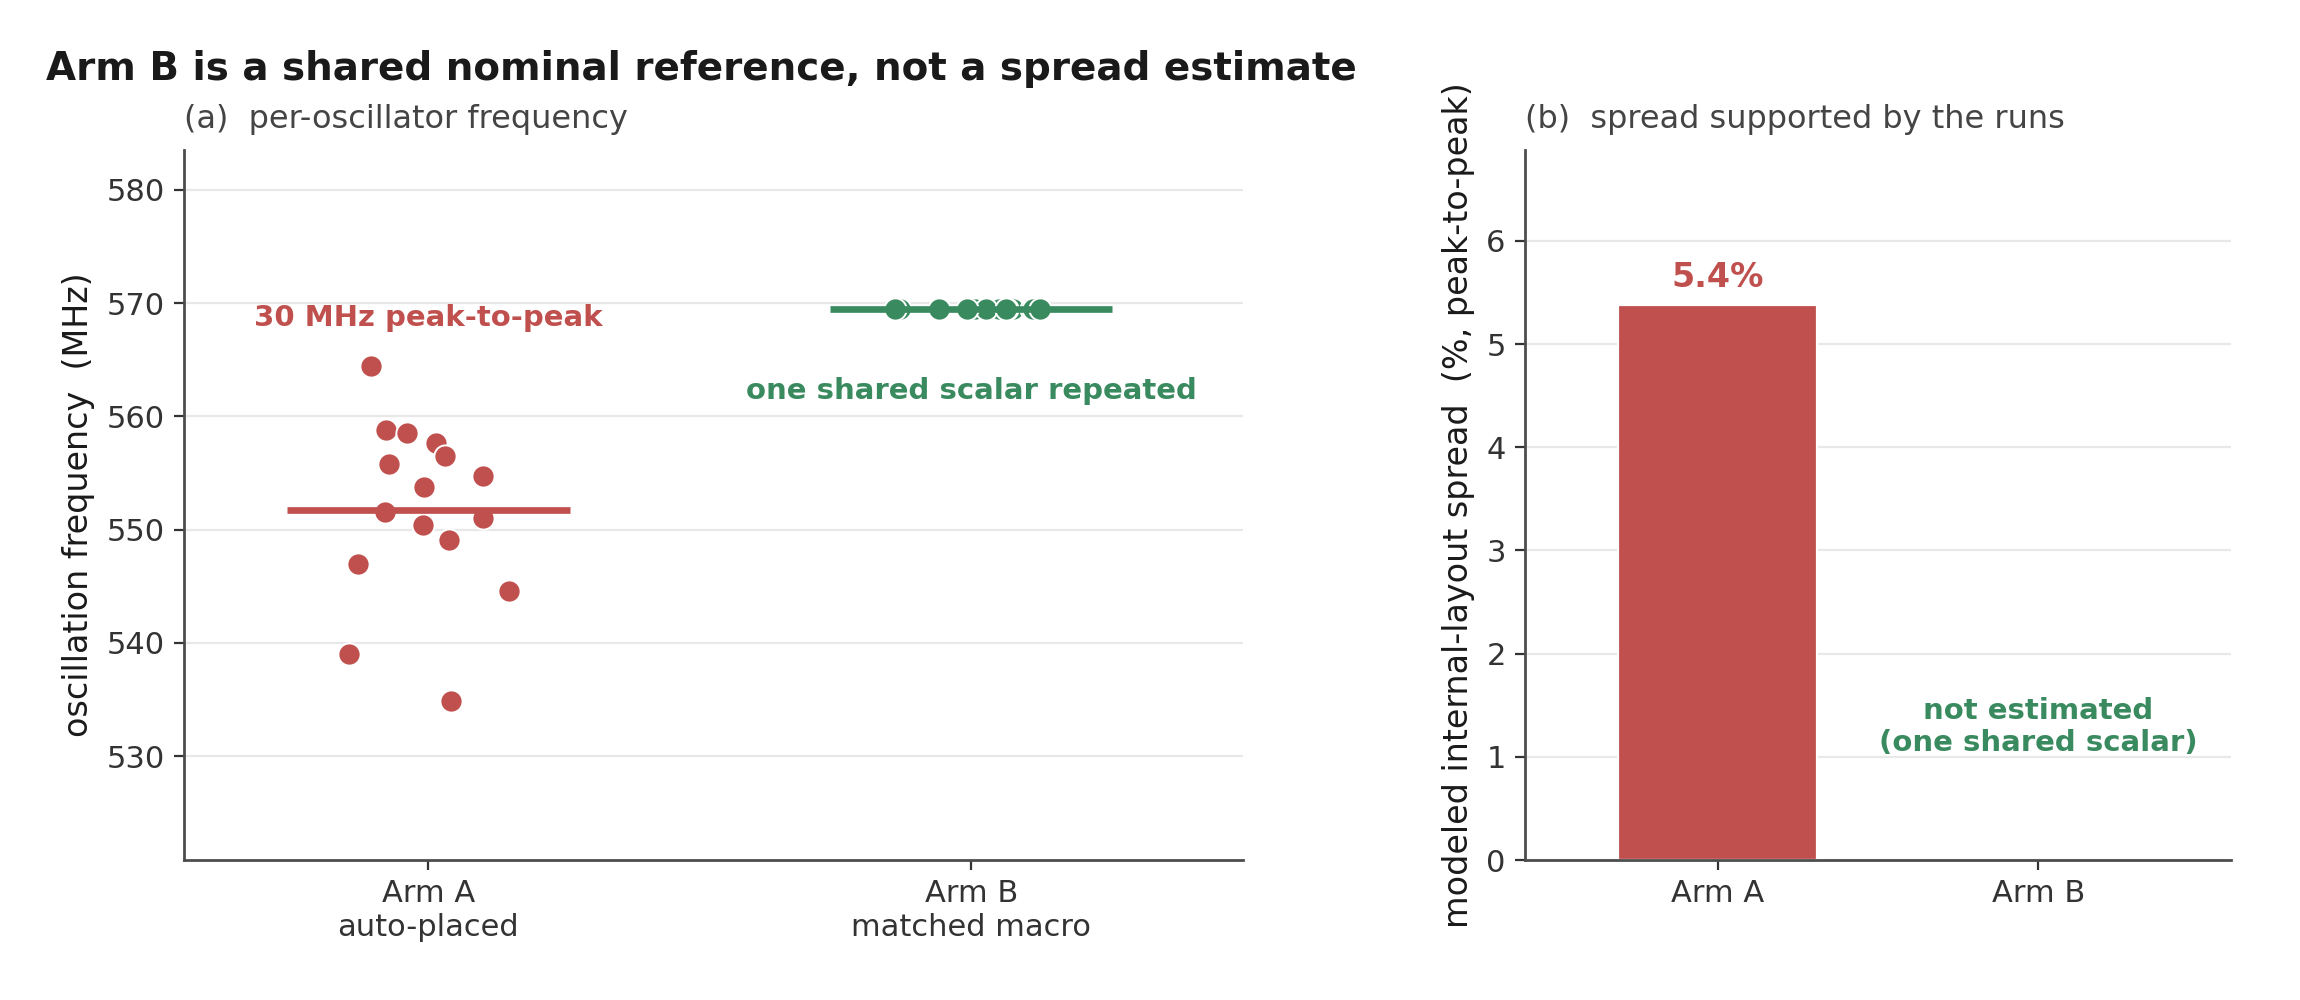 Arm B is a shared nominal reference, not a spread estimate
(a)  per-oscillator frequency
oscillation frequency  (MHz)
580
570
560
550
540
530
30 MHz peak-to-peak
one shared scalar repeated
Arm A
auto-placed
Arm B
matched macro
(b)  spread supported by the runs
modeled internal-layout spread  (%, peak-to-peak)
6
5
4
3
2
1
0
5.4%
not estimated
(one shared scalar)
Arm A
Arm B